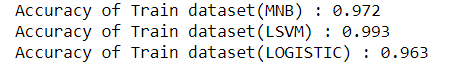 Accuracy of Train dataset(MNB) : 0.972
Accuracy of Train dataset(LSVM) : 0.993
Accuracy of Train dataset(LOGISTIC) : 0.963